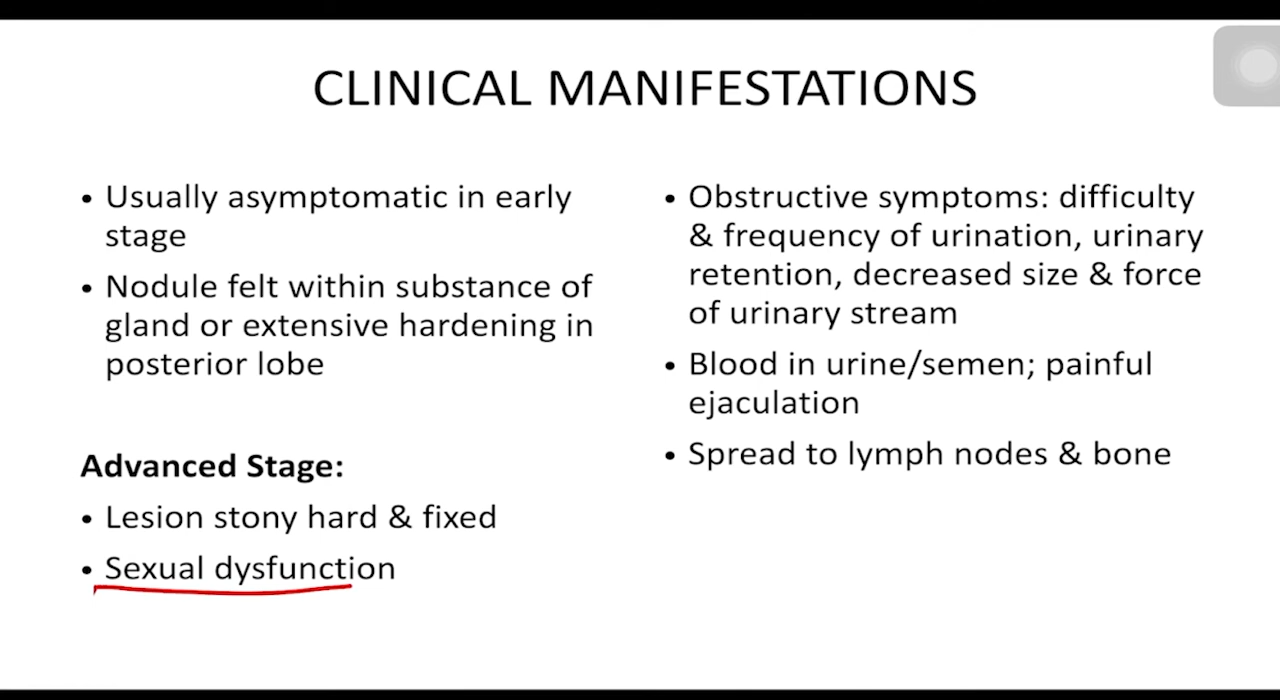 CLINICAL MANIFESTATIONS
• Usually asymptomatic in early
stage
• Nodule felt within substance of
gland or extensive hardening in
posterior lobe
Advanced Stage:
• Lesion stony hard & fixed
• Sexual dysfunction
• Obstructive symptoms: difficulty
& frequency of urination, urinary
retention, decreased size & force
of urinary stream
• Blood in urine/semen; painful
ejaculation
• Spread to lymph nodes & bone